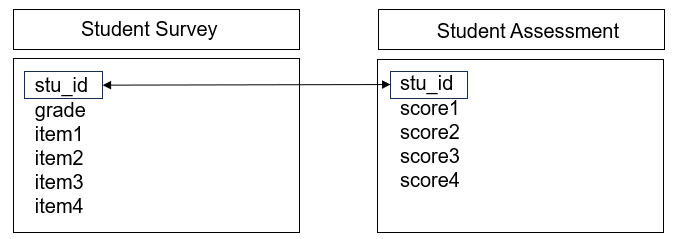 Student Survey
stu_id
grade
item1
item2
item3
item4
Student Assessment
stu_id
score1
score2
score3
score4